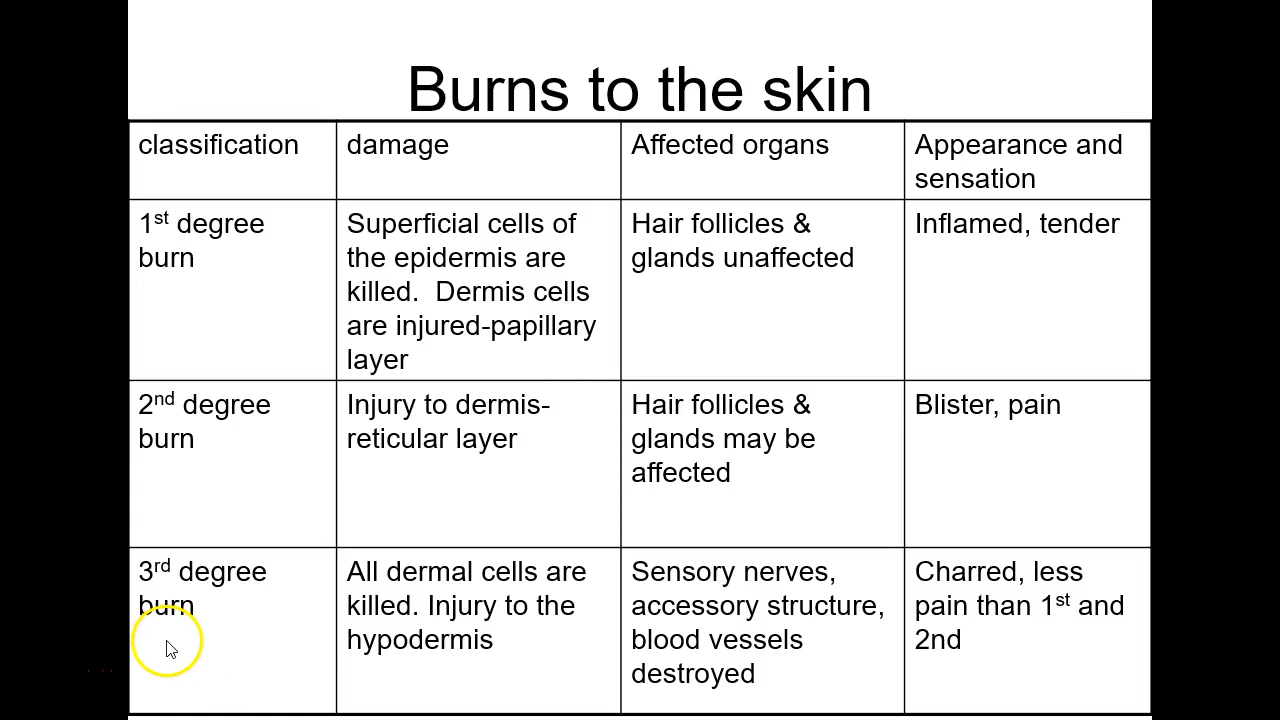 Burns to the skin
classification
damage
Affected organs
Appearance and
sensation
1st degree
burn
Superficial cells of
the epidermis are
killed.  Dermis cells
are injured-papillary
layer
Hair follicles &
glands unaffected
Inflamed, tender
2nd degree
burn
Injury to dermis-
reticular layer
Hair follicles &
glands may be
affected
Blister, pain
3rd degree
burn
All dermal cells are
killed. Injury to the
hypodermis
Sensory nerves,
accessory structure,
blood vessels
destroyed
Charred, less
pain than 1st and
2nd